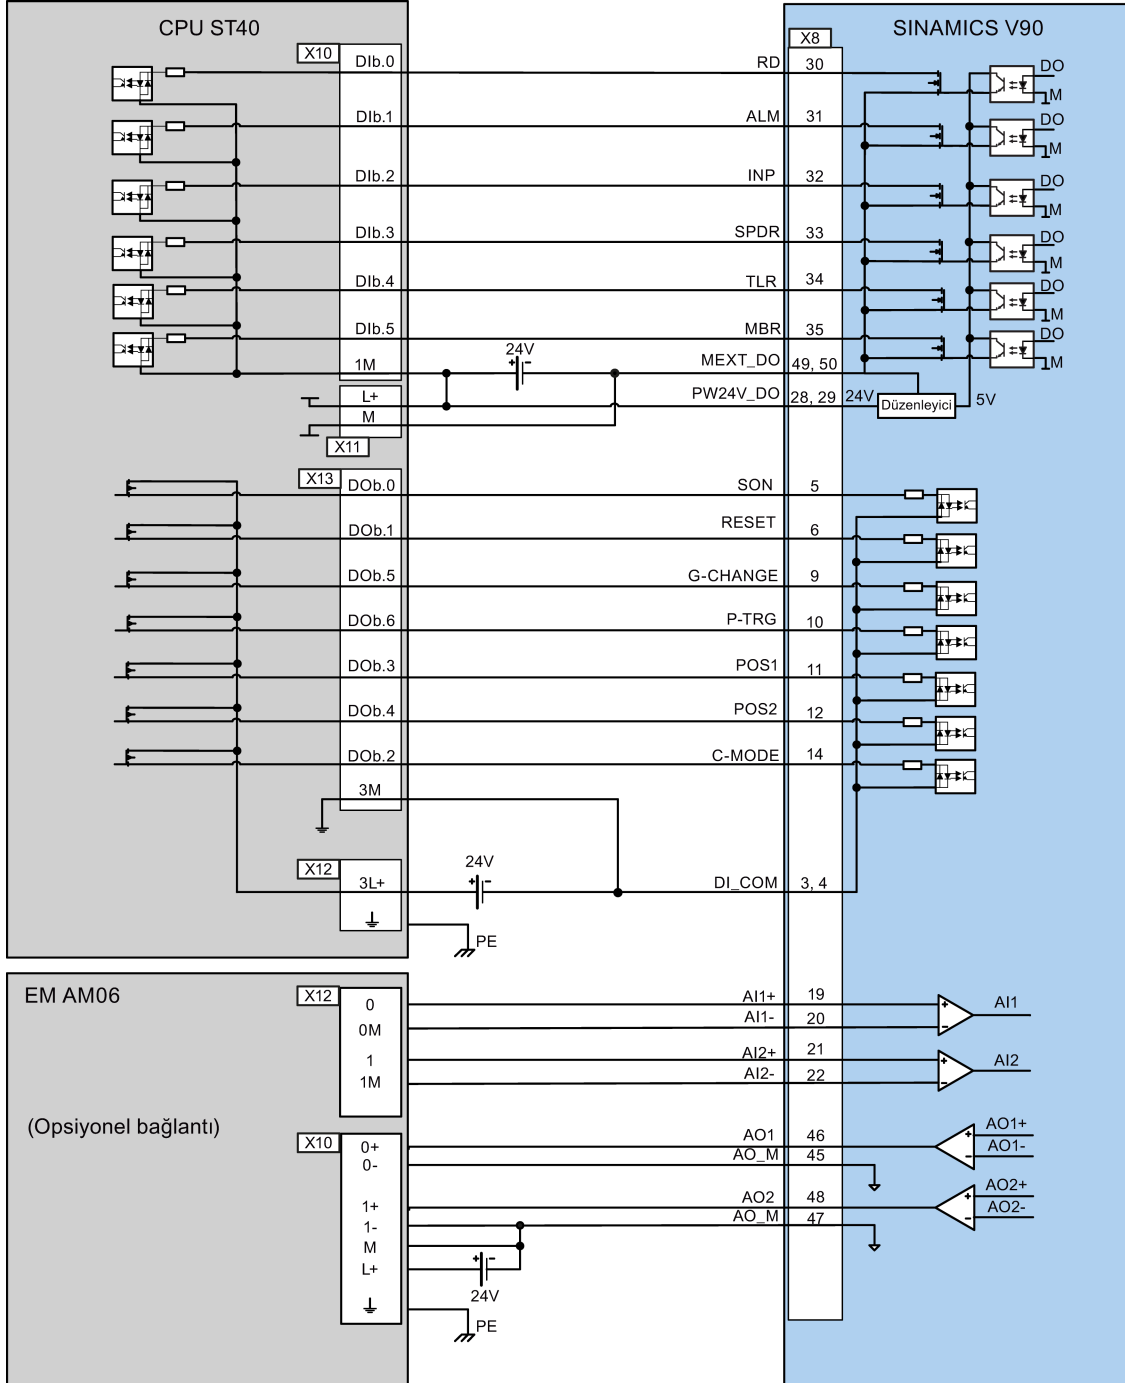 CPU ST40
SINAMICS V90
X10
X8
DIb.0 RD 30 DO
M
DIb.1 ALM 31 DO
M
DIb.2 INP 32 DO
M
DIb.3 SPDR 33 DO
M
DIb.4 TLR 34 DO
M
DIb.5 MBR 35 DO
M
1M 24V + - MEXT_DO 49, 50
L+ PW24V_DO 28, 29 24V Düzenleyici 5V
M
X11
X13
DOb.0 SON 5
DOb.1 RESET 6
DOb.5 G-CHANGE 9
DOb.6 P-TRG 10
DOb.3 POS1 11
DOb.4 POS2 12
DOb.2 C-MODE 14
3M
X12
24V
3L+ + - DI_COM 3, 4
PE
EM AM06
X12
0 AI1+ 19 + AI1
0M AI1- 20 -
1 AI2+ 21 + AI2
1M AI2- 22 -
(Opsiyonel bağlantı)
X10
0+ AO1 46 + AO1+
0- AO_M 45 - AO1-
1+ AO2 48 + AO2+
1- AO_M 47 - AO2-
M
L+ + -
24V
PE